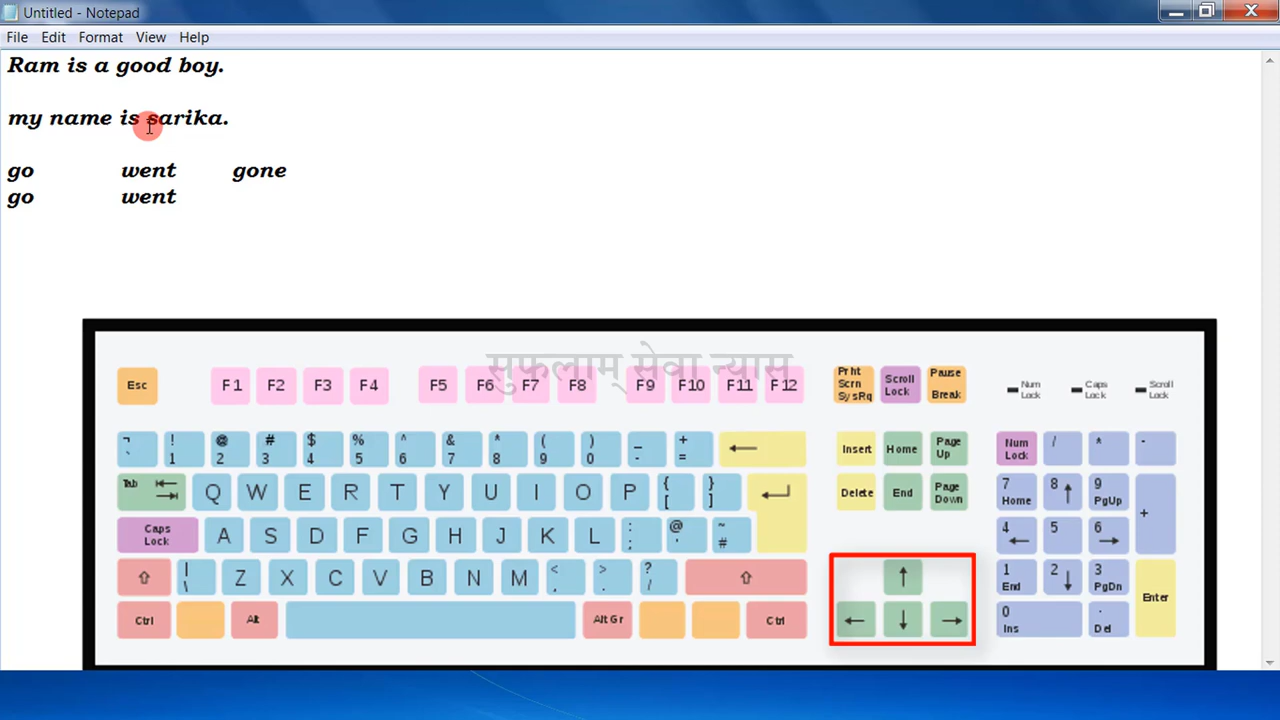 Untitled - Notepad
File Edit Format View Help
Ram is a good boy.
my name is sarika.
go went gone
go went
सुफलाम् सेवा न्यास
Esc F1 F2 F3 F4 F5 F6 F7 F8 F9 F10 F11 F12 Prnt Scrn SysRq Scroll Lock Pause Break Num Lock Caps Lock Scroll Lock
¬ ` ! 1 @ 2 # 3 $ 4 % 5 ^ 6 & 7 * 8 ( 9 ) 0 _ - + = ← Insert Home Page Up Num Lock / * -
Tab Q W E R T Y U I O P { [ } ] Delete End Page Down 7 Home 8 ↑ 9 PgUp +
Caps Lock A S D F G H J K L : ; @ ' ~ # 4 ← 5 6 →
⇧ | \ Z X C V B N M < , > . ? / ⇧ ↑ 1 End 2 ↓ 3 PgDn Enter
Ctrl Alt Alt Gr Ctrl ← ↓ → 0 Ins . Del